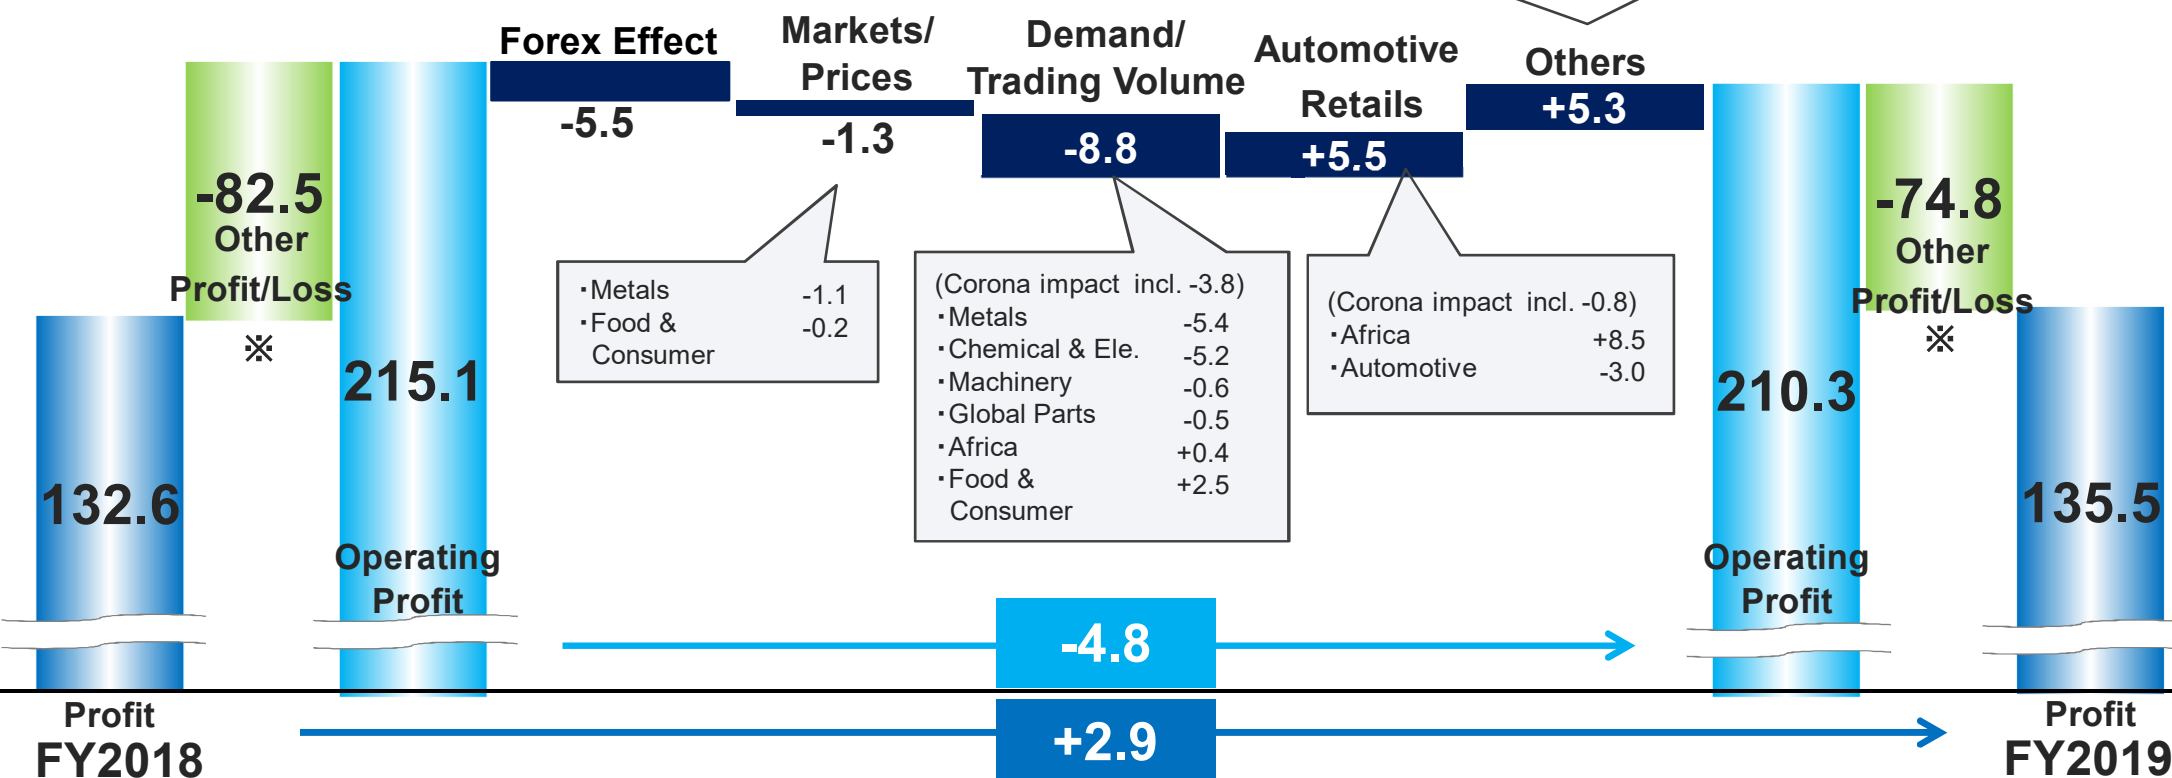 Forex Effect
-5.5
Markets/
Prices
-1.3
Demand/
Trading Volume
-8.8
Automotive
Retails
+5.5
Others
+5.3
-82.5
Other
Profit/Loss
※
215.1
Operating
Profit
132.6
・Metals -1.1
・Food & -0.2
Consumer
(Corona impact incl. -3.8)
・Metals -5.4
・Chemical & Ele. -5.2
・Machinery -0.6
・Global Parts -0.5
・Africa +0.4
・Food & +2.5
Consumer
(Corona impact incl. -0.8)
・Africa +8.5
・Automotive -3.0
210.3
Operating
Profit
-74.8
Other
Profit/Loss
※
135.5
-4.8
+2.9
Profit
FY2018
Profit
FY2019